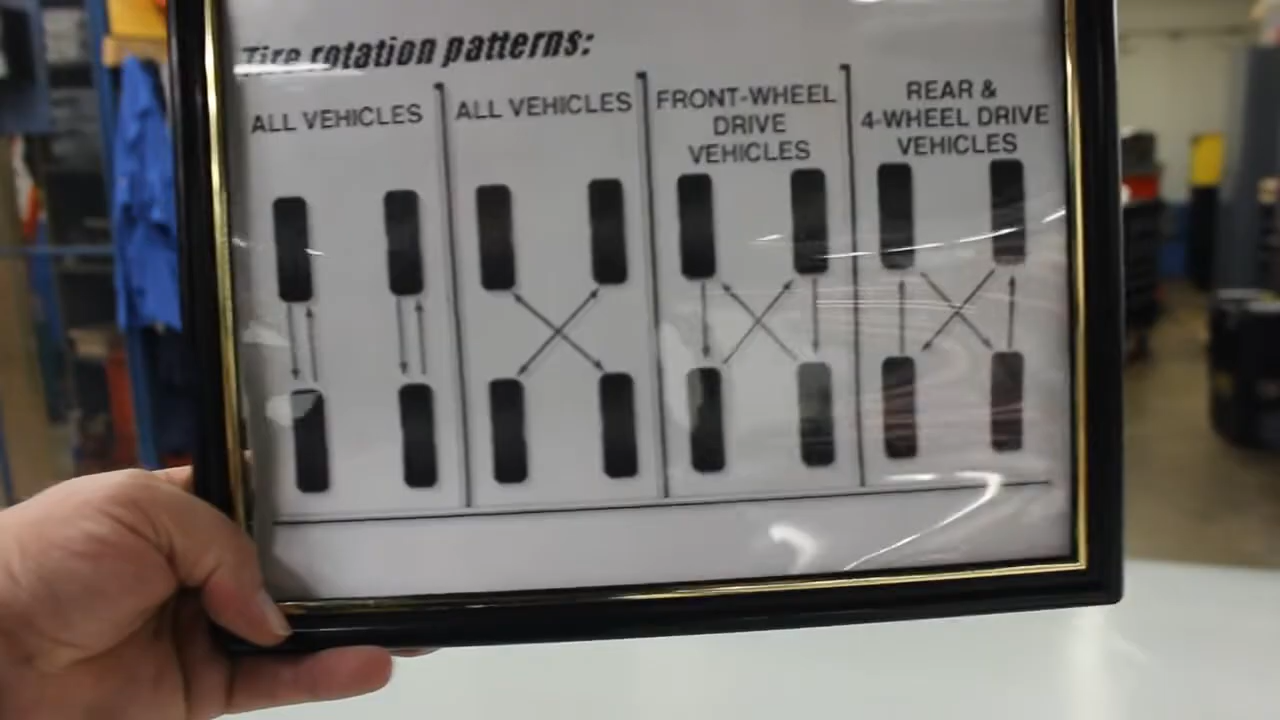 Tire rotation patterns:
ALL VEHICLES
ALL VEHICLES
FRONT-WHEEL
DRIVE
VEHICLES
REAR &
4-WHEEL DRIVE
VEHICLES